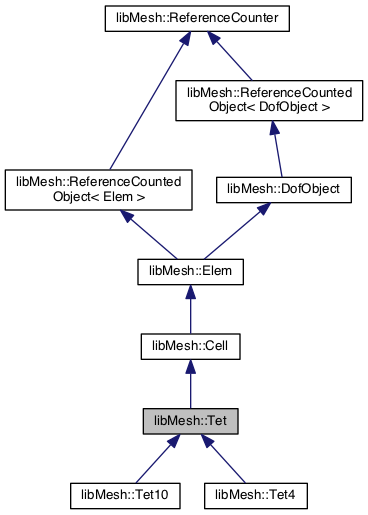 libMesh::ReferenceCounter
libMesh::ReferenceCounted
Object< DofObject >
libMesh::ReferenceCounted
Object< Elem >
libMesh::DofObject
libMesh::Elem
libMesh::Cell
libMesh::Tet
libMesh::Tet10
libMesh::Tet4